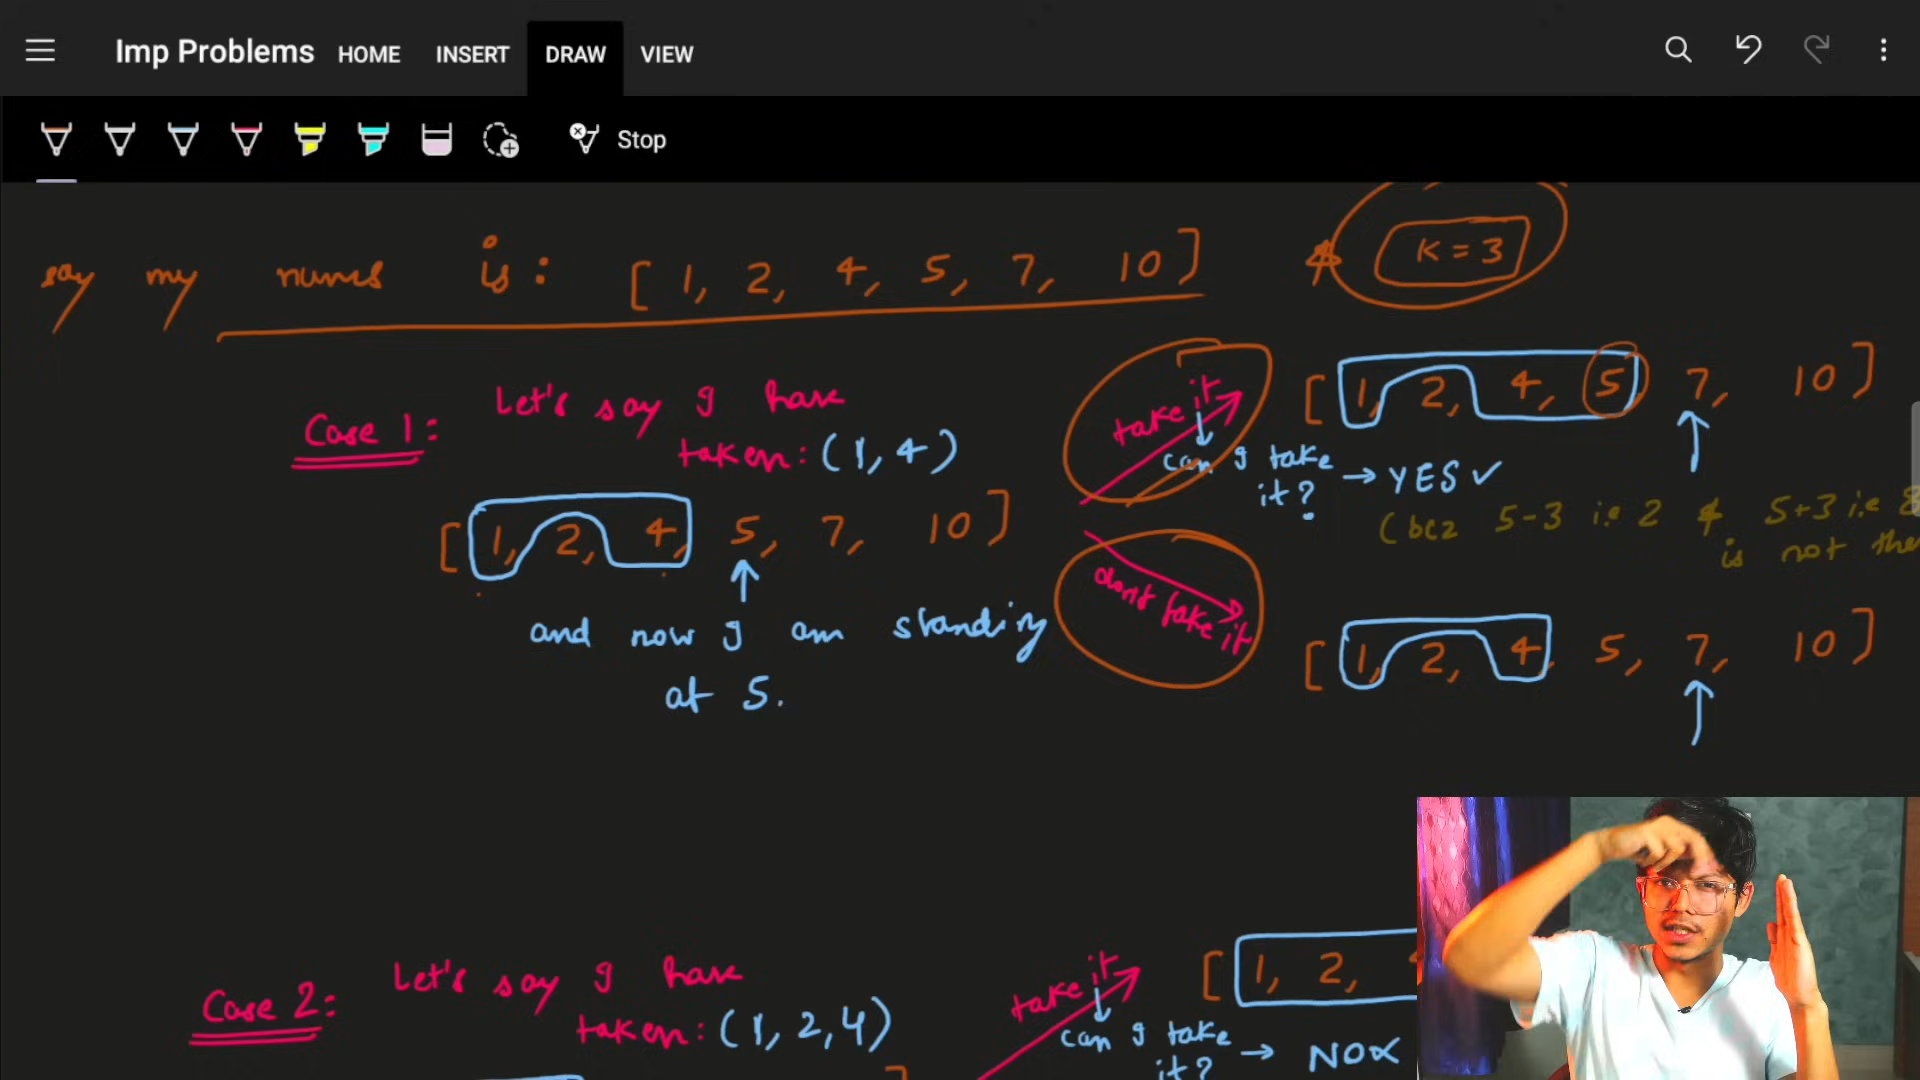 Imp Problems HOME INSERT DRAW VIEW
Stop
say my nums is: [ 1, 2, 4, 5, 7, 10 ] & K = 3
Case 1: Let's say I have
taken: (1, 4)
[ 1, 2, 4, 5, 7, 10 ]
and now I am standing
at 5.
take it
can I take
it? → YES ✓
[ 1, 2, 4, 5, 7, 10 ]
(bcz 5-3 i.e 2 & 5+3 i.e 8
is not the
don't take it
[ 1, 2, 4, 5, 7, 10 ]
Case 2: Let's say I have
taken: (1, 2, 4)
take it
can I take
it? → NO
[ 1, 2,